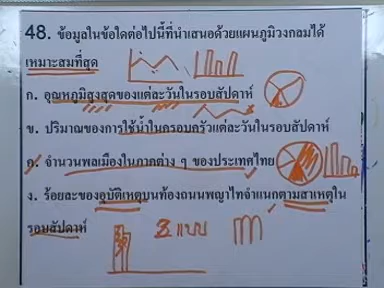 48. ข้อมูลในข้อใดต่อไปนี้ที่นำเสนอด้วยแผนภูมิวงกลมได้
เหมาะสมที่สุด
ก. อุณหภูมิสูงสุดของแต่ละวันในรอบสัปดาห์
ข. ปริมาณของการใช้น้ำในครอบครัวแต่ละวันในรอบสัปดาห์
ค. จำนวนพลเมืองในภาคต่าง ๆ ของประเทศไทย
ง. ร้อยละของอุบัติเหตุบนท้องถนนพญาไทจำแนกตามสาเหตุใน
รอบสัปดาห์
3 แบบ